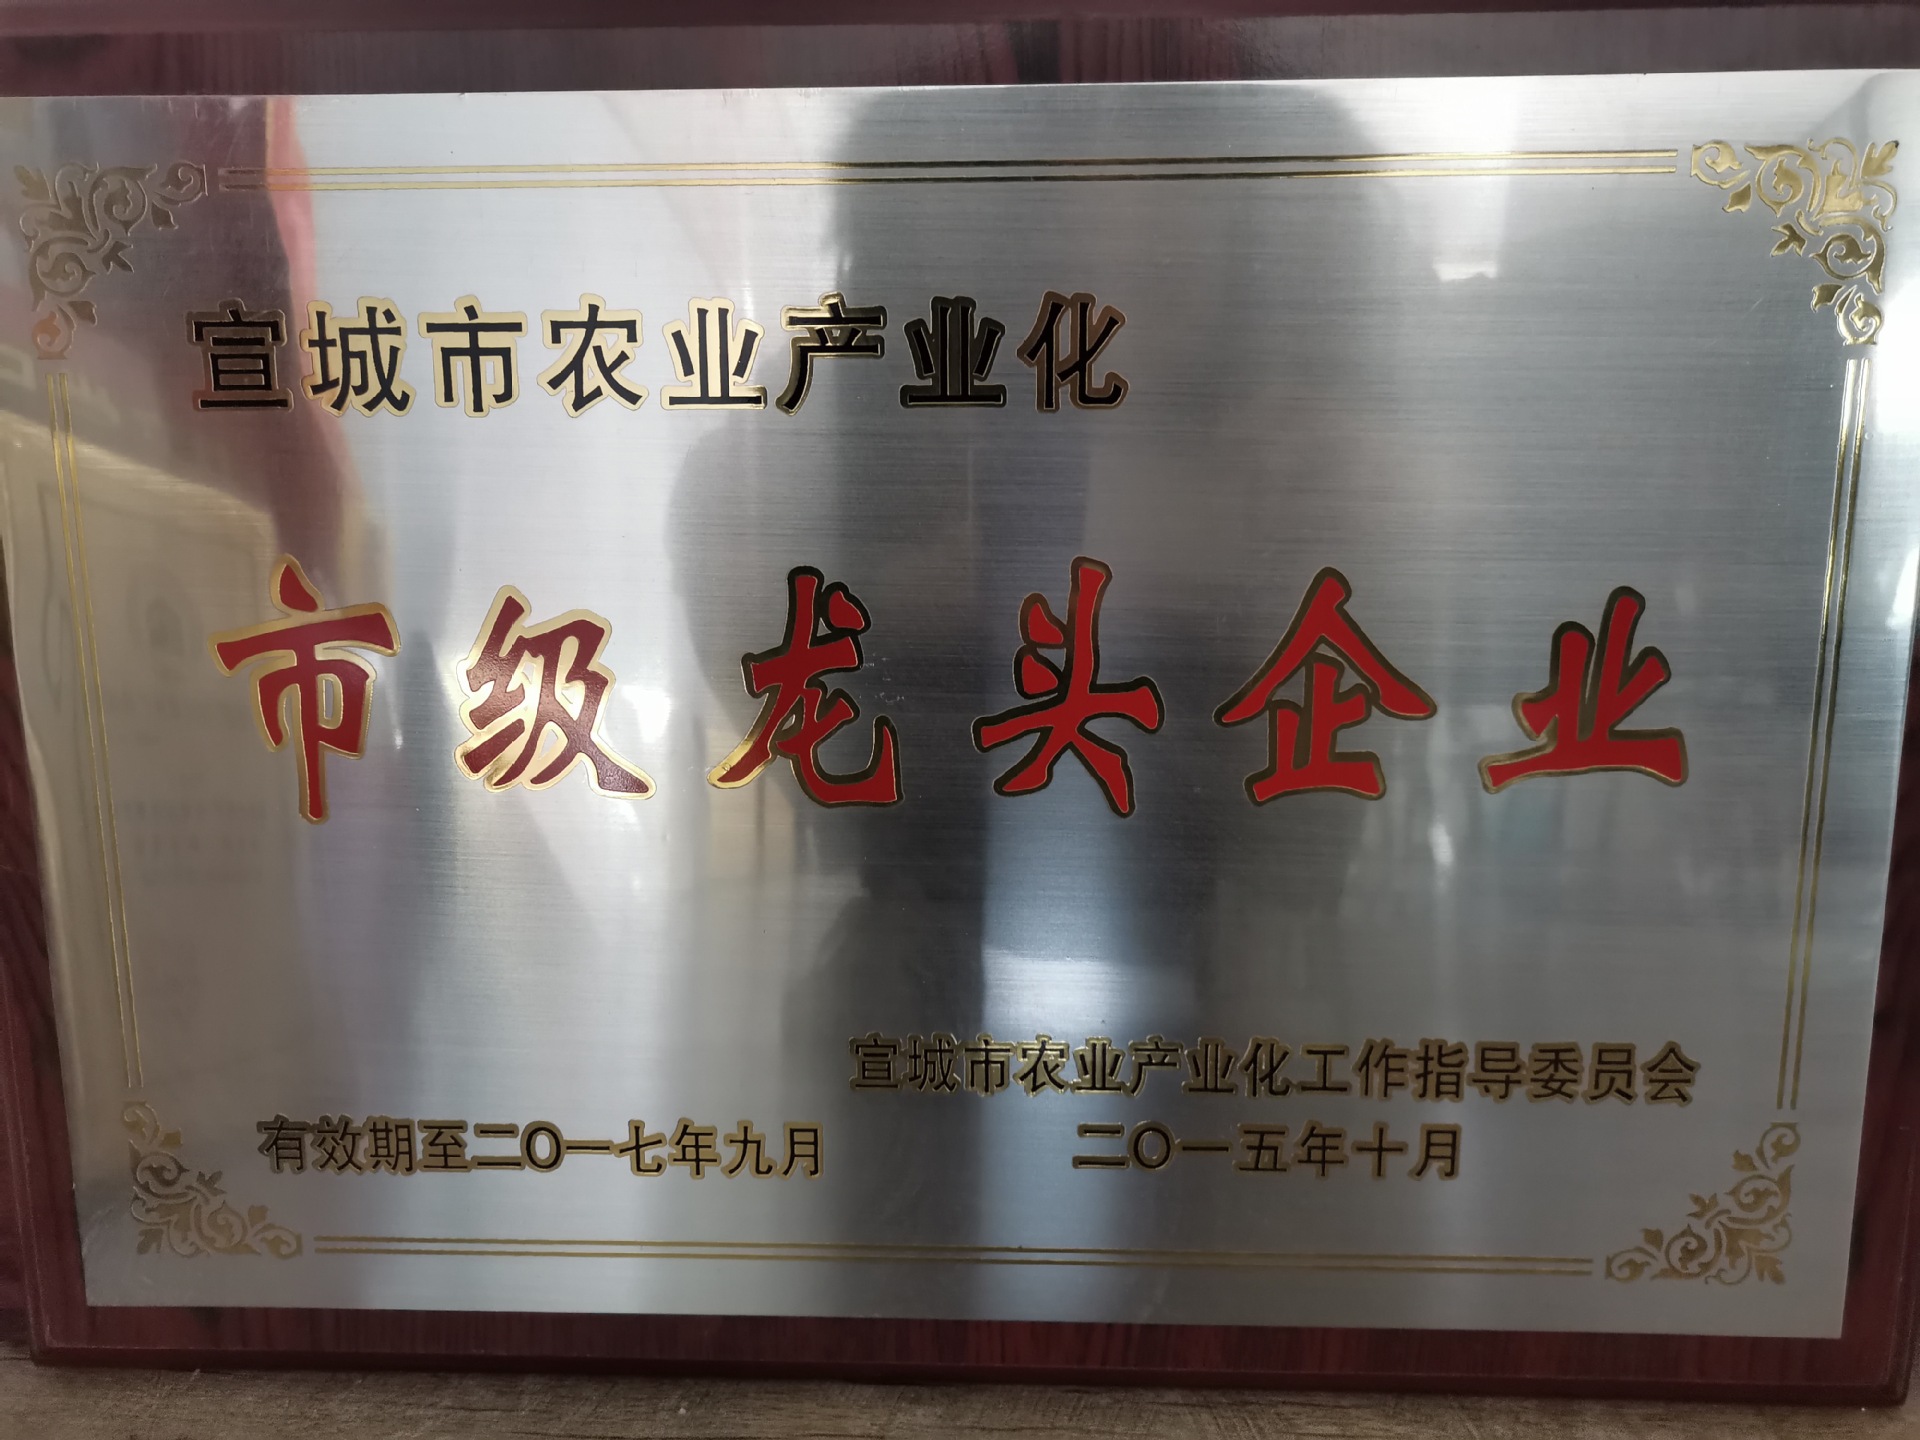 宣城市农业产业化
市级龙头企业
宣城市农业产业化工作指导委员会
有效期至二〇一七年九月
二〇一五年十月